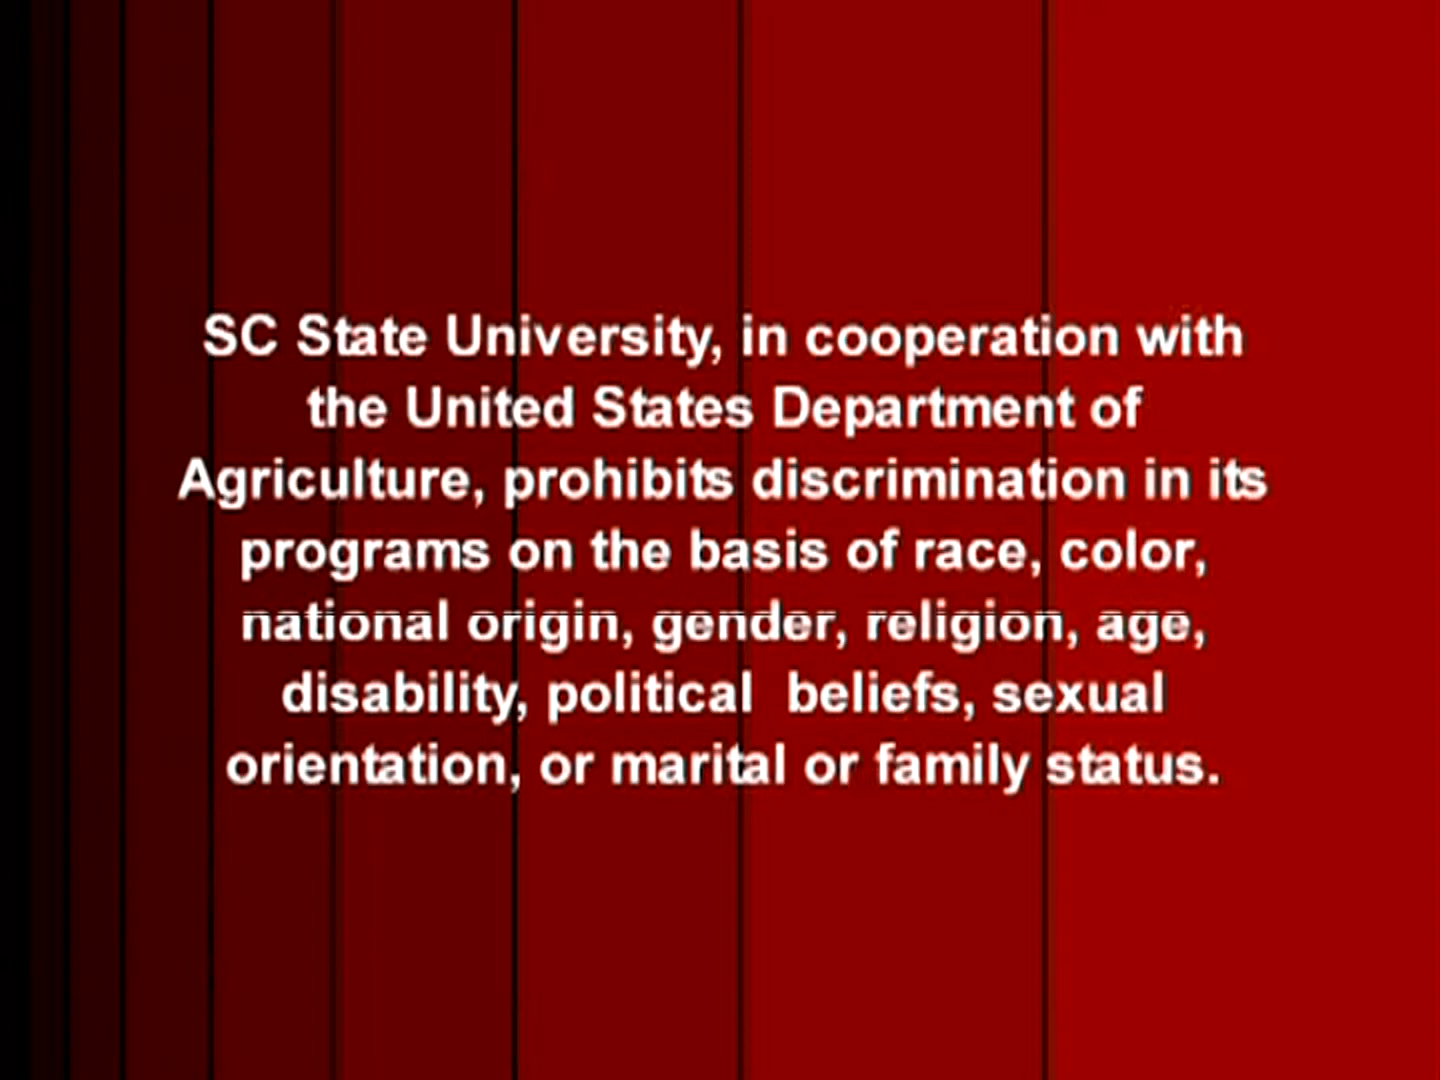 SC State University, in cooperation with
the United States Department of
Agriculture, prohibits discrimination in its
programs on the basis of race, color,
national origin, gender, religion, age,
disability, political  beliefs, sexual
orientation, or marital or family status.